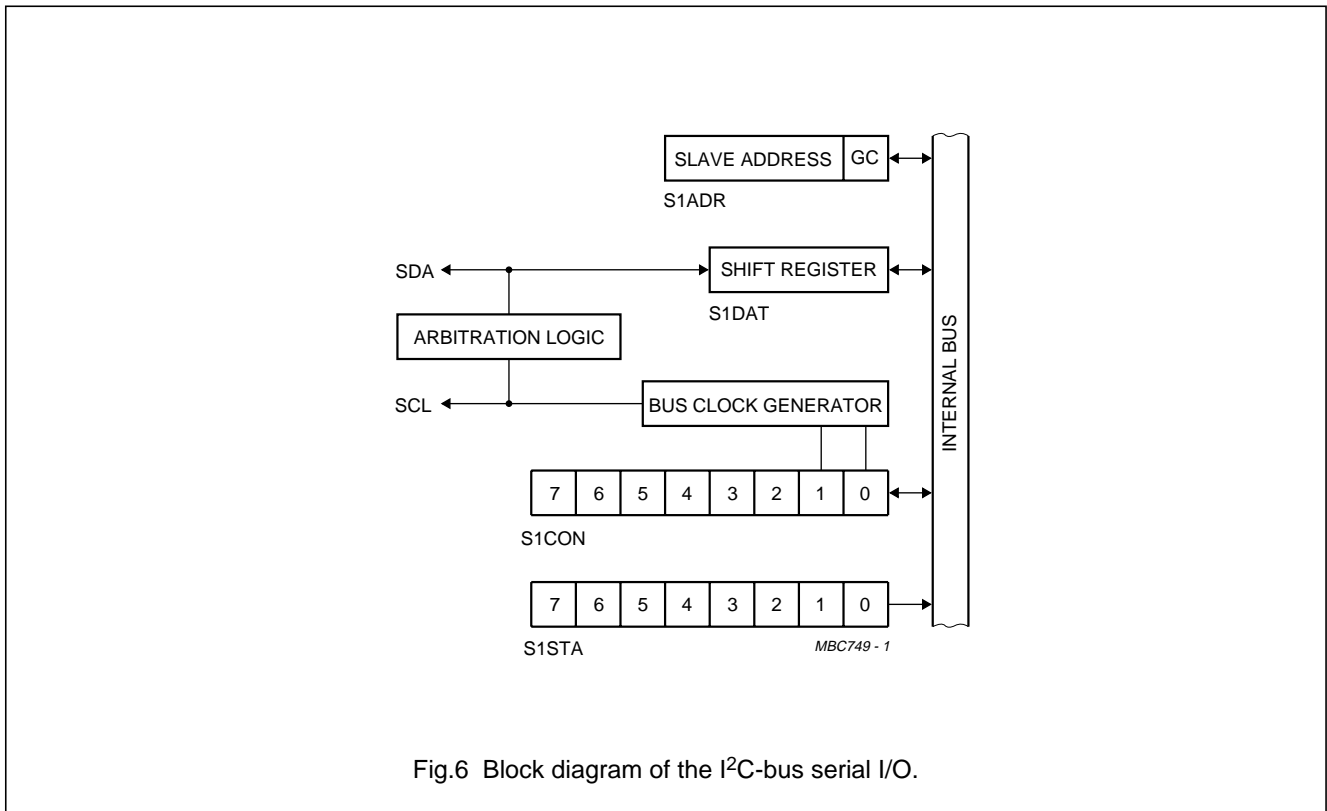 SLAVE ADDRESS GC
S1ADR
SDA
SHIFT REGISTER
S1DAT
ARBITRATION LOGIC
INTERNAL BUS
SCL
BUS CLOCK GENERATOR
7 6 5 4 3 2 1 0
S1CON
7 6 5 4 3 2 1 0
S1STA
MBC749 - 1
Fig.6 Block diagram of the I²C-bus serial I/O.